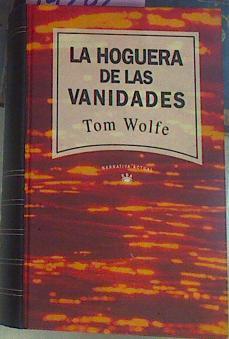 LA HOGUERA
DE LAS
VANIDADES
Tom Wolfe
NARRATIVA ACTUAL